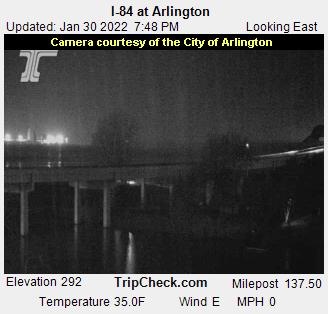 I-84 at Arlington
Updated: Jan 30 2022 7:48 PM Looking East
Camera courtesy of the City of Arlington
Elevation 292 TripCheck.com Milepost 137.50
Temperature 35.0F Wind E MPH 0